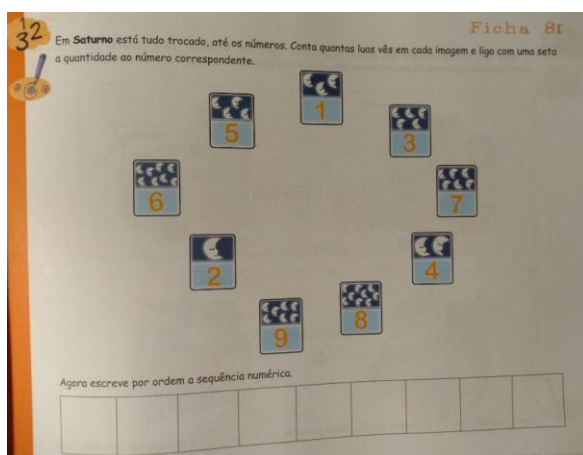 132
Ficha 81
Em Saturno está tudo trocado, até os números. Conta quantas luas vês em cada imagem e liga com uma seta
a quantidade ao número correspondente.
1
5
3
6
7
2
4
8
9
Agora escreve por ordem a sequência numérica.